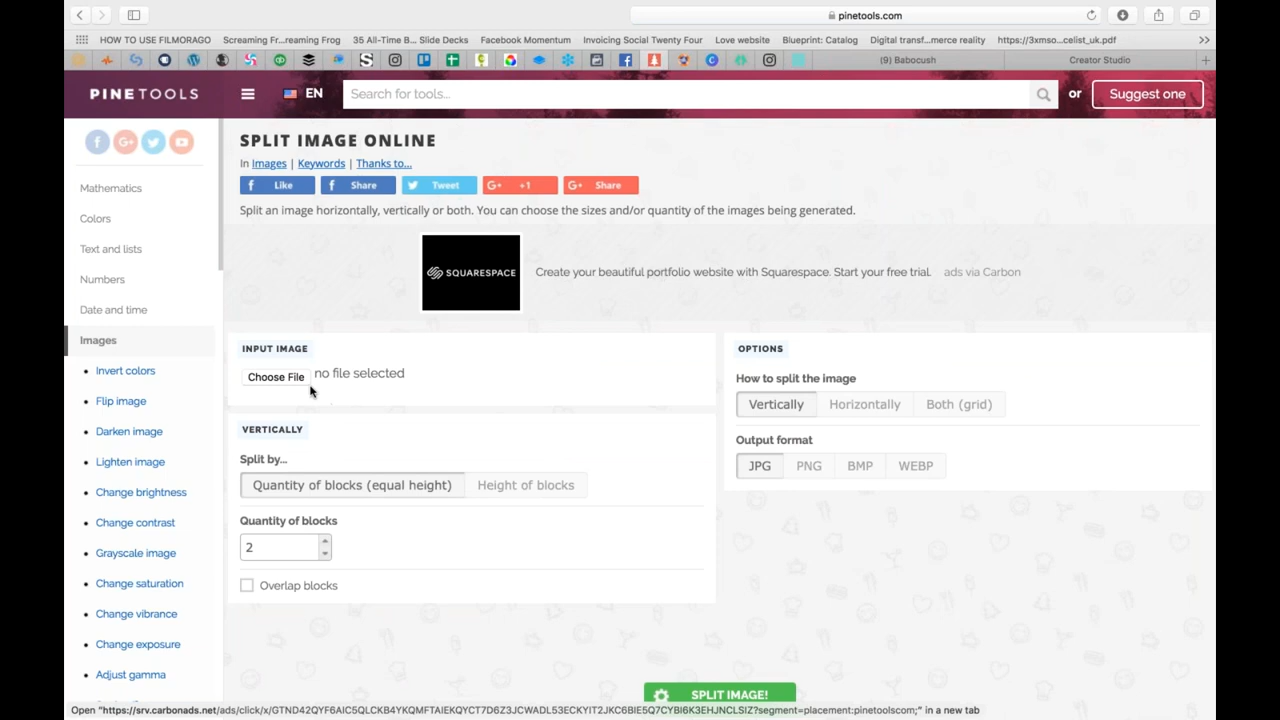 pinetools.com
HOW TO USE FILMORAGO Screaming Fr...reaming Frog 35 All-Time B... Slide Decks Facebook Momentum Invoicing Social Twenty Four Love website Blueprint: Catalog Digital transf...merce reality https://3xmso...celist_uk.pdf
(9) Babocush Creator Studio
PINETOOLS EN Search for tools... or Suggest one
SPLIT IMAGE ONLINE
In Images | Keywords | Thanks to...
Like Share Tweet G+ +1 G+ Share
Split an image horizontally, vertically or both. You can choose the sizes and/or quantity of the images being generated.
SQUARESPACE Create your beautiful portfolio website with Squarespace. Start your free trial. ads via Carbon
Mathematics
Colors
Text and lists
Numbers
Date and time
Images
Invert colors
Flip image
Darken image
Lighten image
Change brightness
Change contrast
Grayscale image
Change saturation
Change vibrance
Change exposure
Adjust gamma
INPUT IMAGE
Choose File no file selected
VERTICALLY
Split by...
Quantity of blocks (equal height) Height of blocks
Quantity of blocks
2
Overlap blocks
OPTIONS
How to split the image
Vertically Horizontally Both (grid)
Output format
JPG PNG BMP WEBP
SPLIT IMAGE!